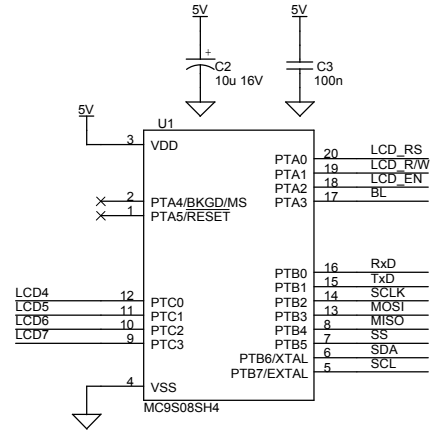 5V
5V
+
C2
10u 16V
C3
100n
5V
U1
3
VDD
2
PTA4/BKGD/MS
1
PTA5/RESET
LCD4
12
PTC0
LCD5
11
PTC1
LCD6
10
PTC2
LCD7
9
PTC3
4
VSS
MC9S08SH4
PTA0
20
LCD_RS
PTA1
19
LCD_R/W
PTA2
18
LCD_EN
PTA3
17
BL
PTB0
16
RxD
PTB1
15
TxD
PTB2
14
SCLK
PTB3
13
MOSI
PTB4
8
MISO
PTB5
7
SS
PTB6/XTAL
6
SDA
PTB7/EXTAL
5
SCL